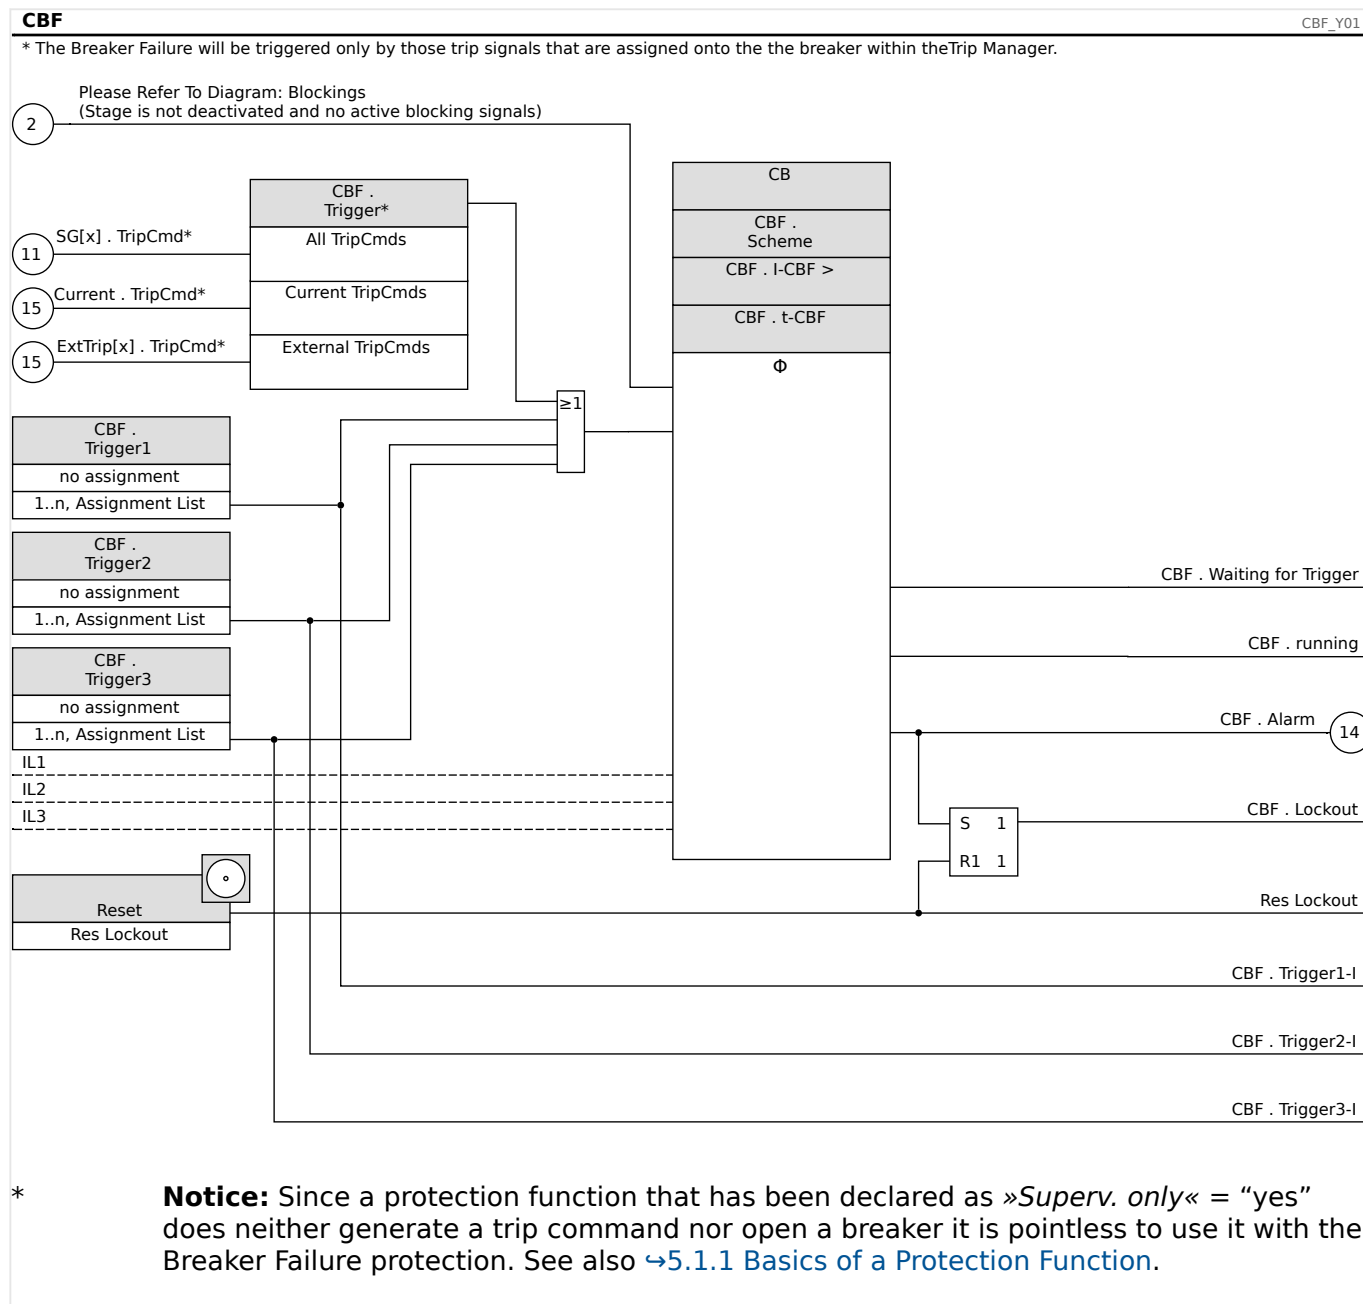 CBF
CBF_Y01
* The Breaker Failure will be triggered only by those trip signals that are assigned onto the the breaker within theTrip Manager.
Please Refer To Diagram: Blockings
(Stage is not deactivated and no active blocking signals)
2
CB
CBF .
Scheme
CBF . I-CBF >
CBF . t-CBF
Φ
CBF .
Trigger*
All TripCmds
Current TripCmds
External TripCmds
11
SG[x] . TripCmd*
15
Current . TripCmd*
15
ExtTrip[x] . TripCmd*
≥1
CBF .
Trigger1
no assignment
1..n, Assignment List
CBF .
Trigger2
no assignment
1..n, Assignment List
CBF .
Trigger3
no assignment
1..n, Assignment List
IL1
IL2
IL3
CBF . Waiting for Trigger
CBF . running
CBF . Alarm
14
S 1
R1 1
CBF . Lockout
Reset
Res Lockout
Res Lockout
CBF . Trigger1-I
CBF . Trigger2-I
CBF . Trigger3-I
* Notice: Since a protection function that has been declared as »Superv. only« = “yes”
does neither generate a trip command nor open a breaker it is pointless to use it with the
Breaker Failure protection. See also ↪5.1.1 Basics of a Protection Function.